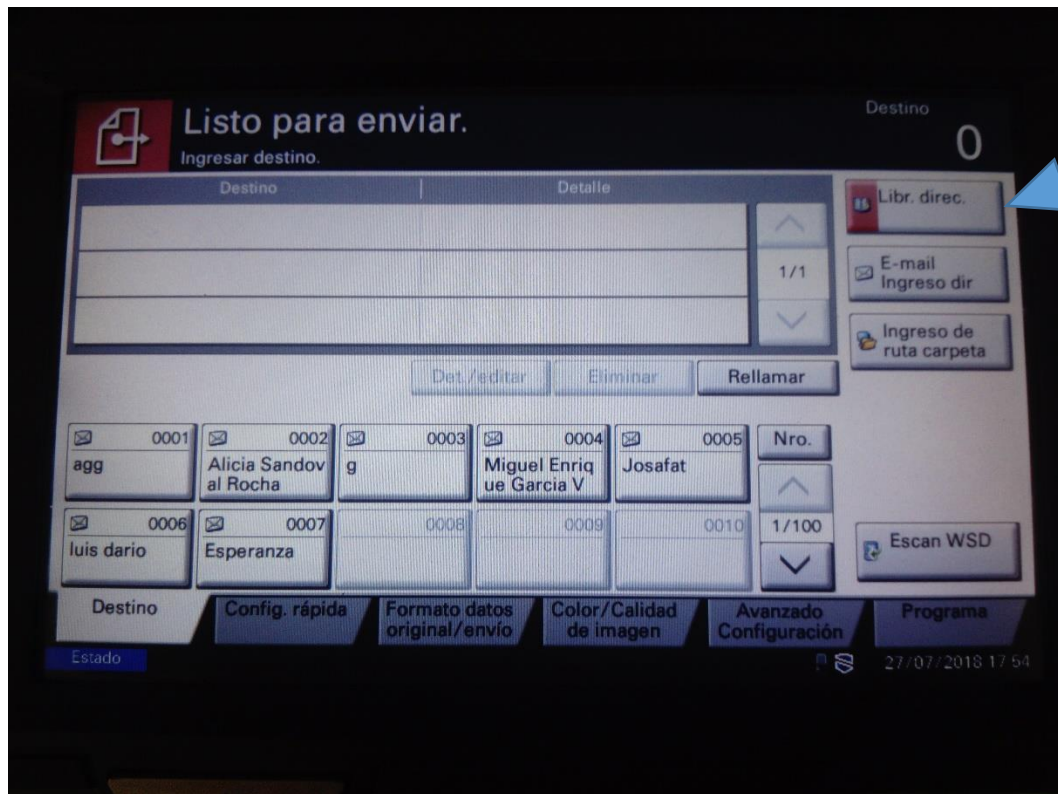 Listo para enviar.
Ingresar destino.
Destino
0
Destino
Detalle
1/1
Libr. direc.
E-mail
Ingreso dir
Ingreso de
ruta carpeta
Det./editar
Eliminar
Rellamar
0001
agg
0002
Alicia Sandov
al Rocha
0003
g
0004
Miguel Enriq
ue Garcia V
0005
Josafat
Nro.
0006
luis dario
0007
Esperanza
0008
0009
0010
1/100
Escan WSD
Destino
Config. rápida
Formato datos
original/envío
Color/Calidad
de imagen
Avanzado
Configuración
Programa
Estado
27/07/2018 17:54